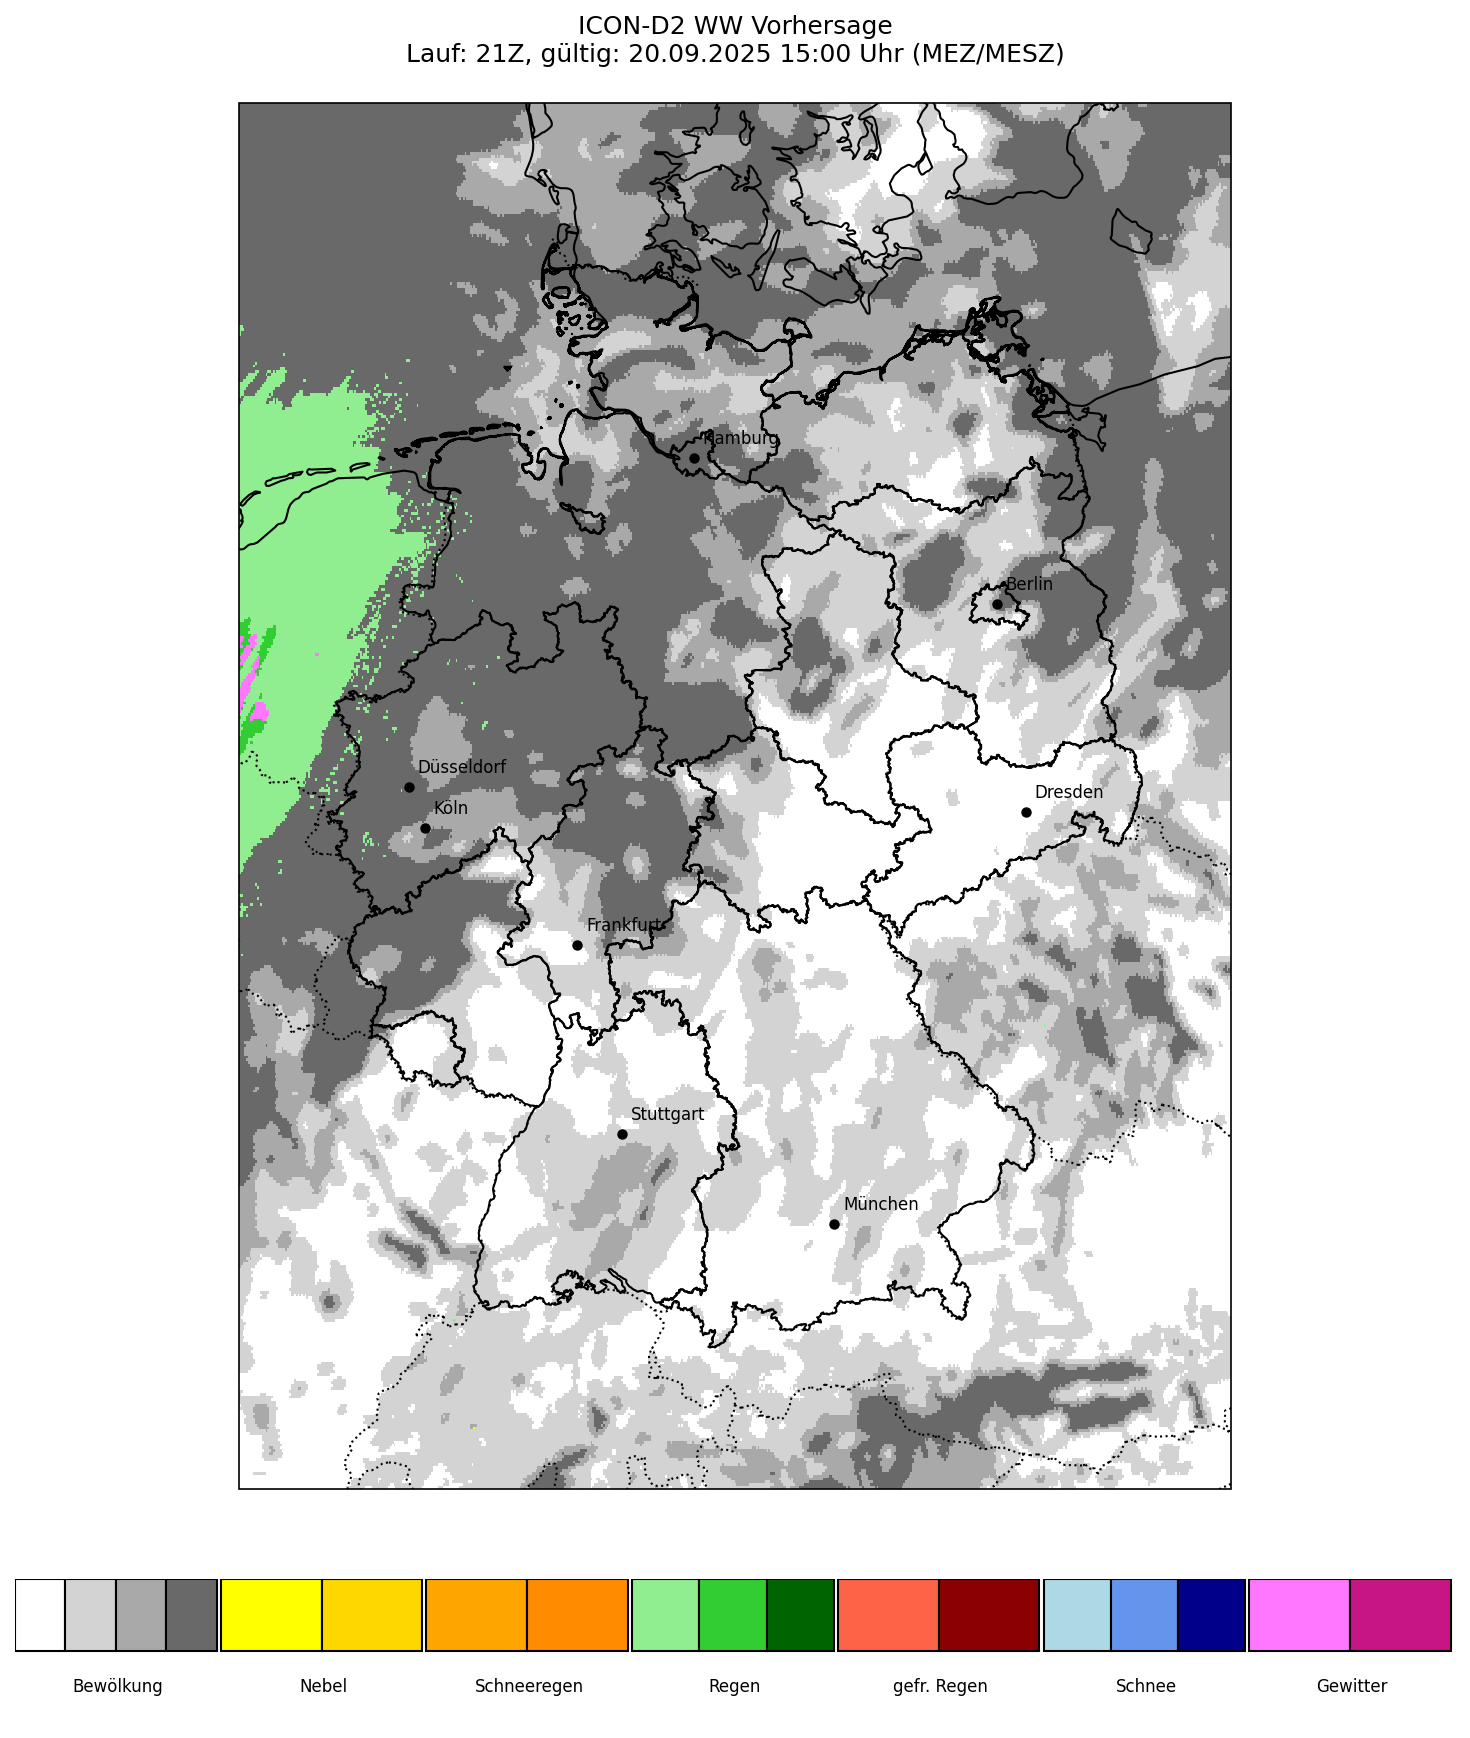 ICON-D2 WW Vorhersage
Lauf: 21Z, gültig: 20.09.2025 15:00 Uhr (MEZ/MESZ)
Hamburg
Berlin
Düsseldorf
Köln
Dresden
Frankfurt
Stuttgart
München
Bewölkung
Nebel
Schneeregen
Regen
gefr. Regen
Schnee
Gewitter